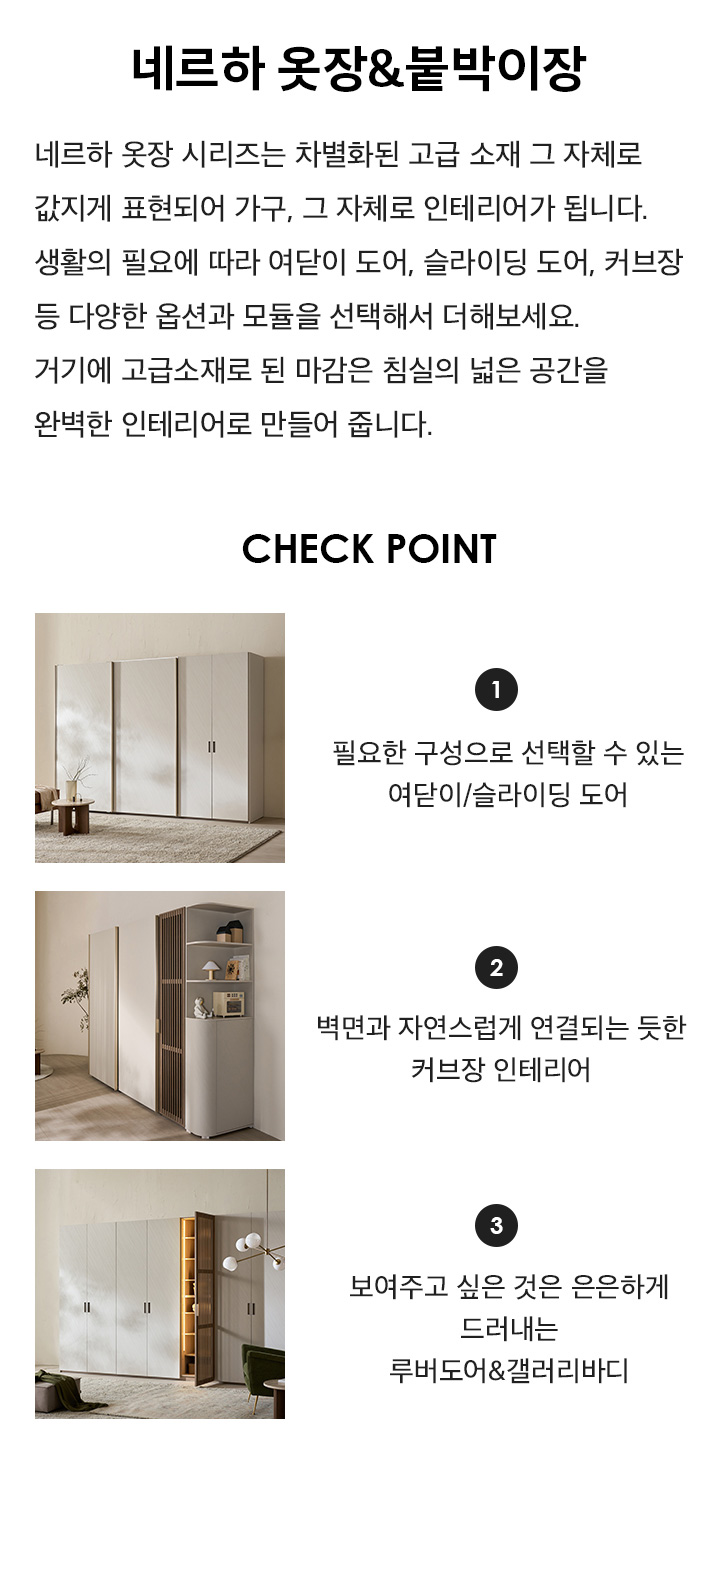 네르하 옷장&붙박이장
네르하 옷장 시리즈는 차별화된 고급 소재 그 자체로
값지게 표현되어 가구, 그 자체로 인테리어가 됩니다.
생활의 필요에 따라 여닫이 도어, 슬라이딩 도어, 커브장
등 다양한 옵션과 모듈을 선택해서 더해보세요.
거기에 고급소재로 된 마감은 침실의 넓은 공간을
완벽한 인테리어로 만들어 줍니다.
CHECK POINT
1
필요한 구성으로 선택할 수 있는
여닫이/슬라이딩 도어
2
벽면과 자연스럽게 연결되는 듯한
커브장 인테리어
3
보여주고 싶은 것은 은은하게
드러내는
루버도어&갤러리바디